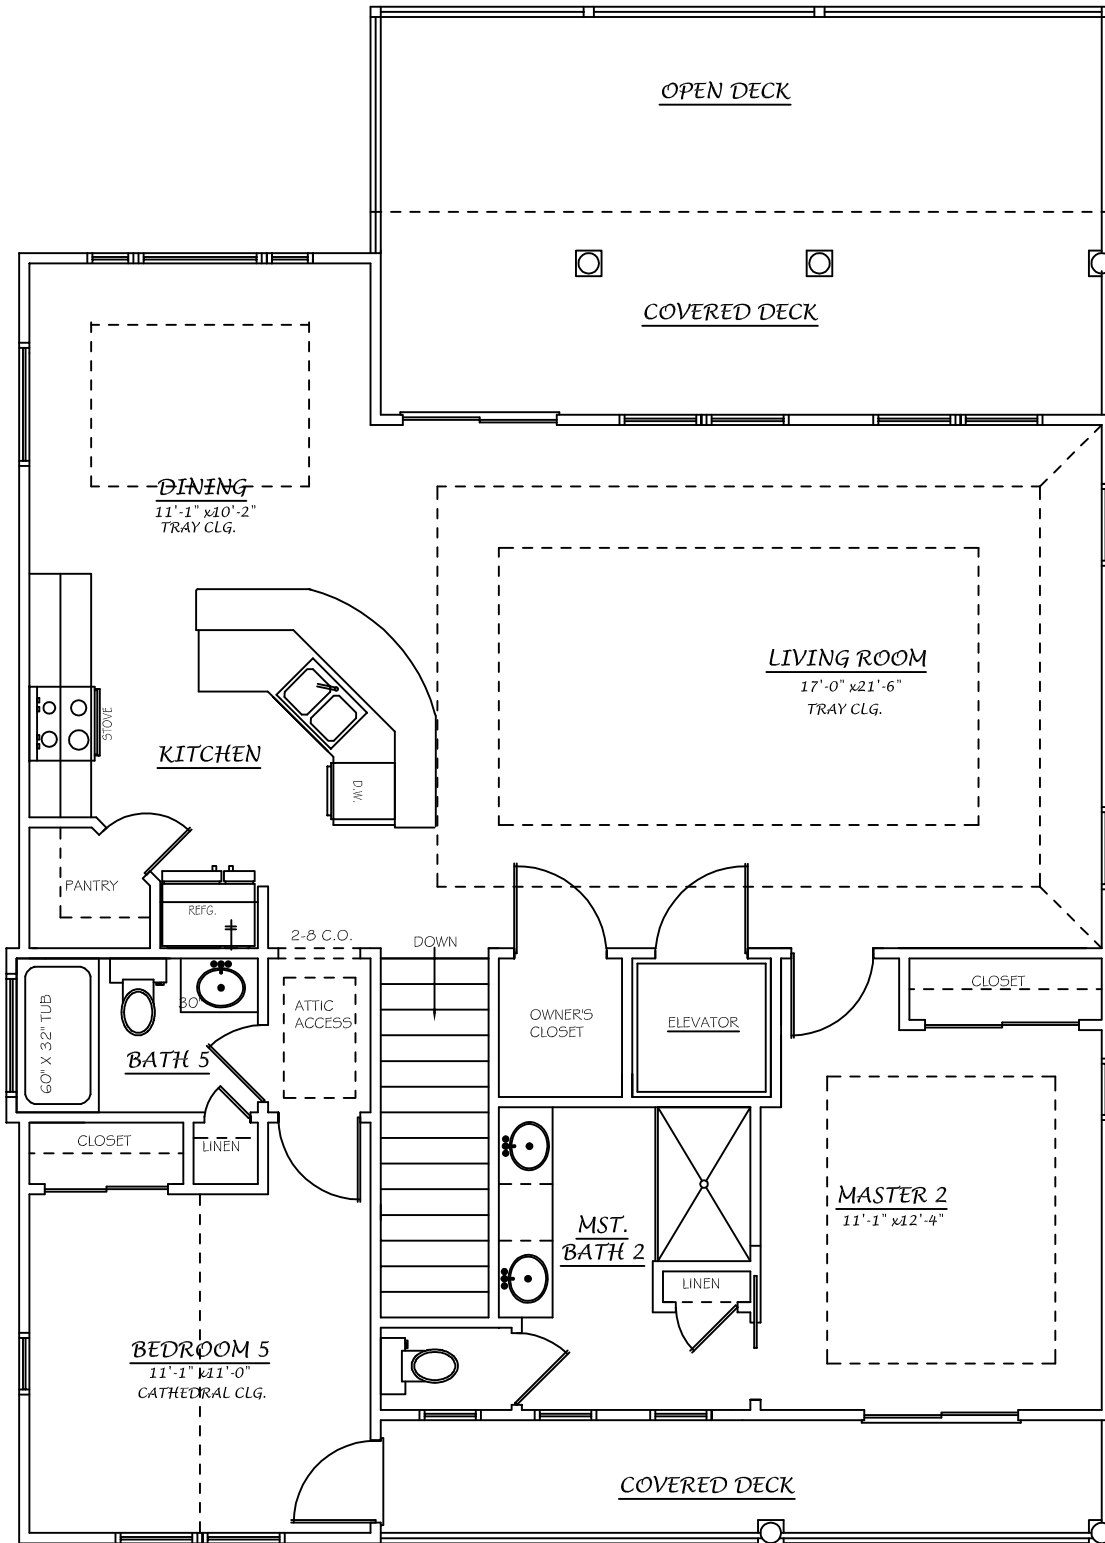 OPEN DECK
COVERED DECK
DINING
11'-1" x10'-2"
TRAY CLG.
LIVING ROOM
17'-0" x21'-6"
TRAY CLG.
STOVE
KITCHEN
D.W.
PANTRY
REFG.
2-8 C.O.
DOWN
CLOSET
30"
ATTIC
ACCESS
OWNER'S
CLOSET
ELEVATOR
60" X 32" TUB
BATH 5
CLOSET
LINEN
MASTER 2
11'-1" x12'-4"
MST.
BATH 2
LINEN
BEDROOM 5
11'-1" x11'-0"
CATHEDRAL CLG.
COVERED DECK